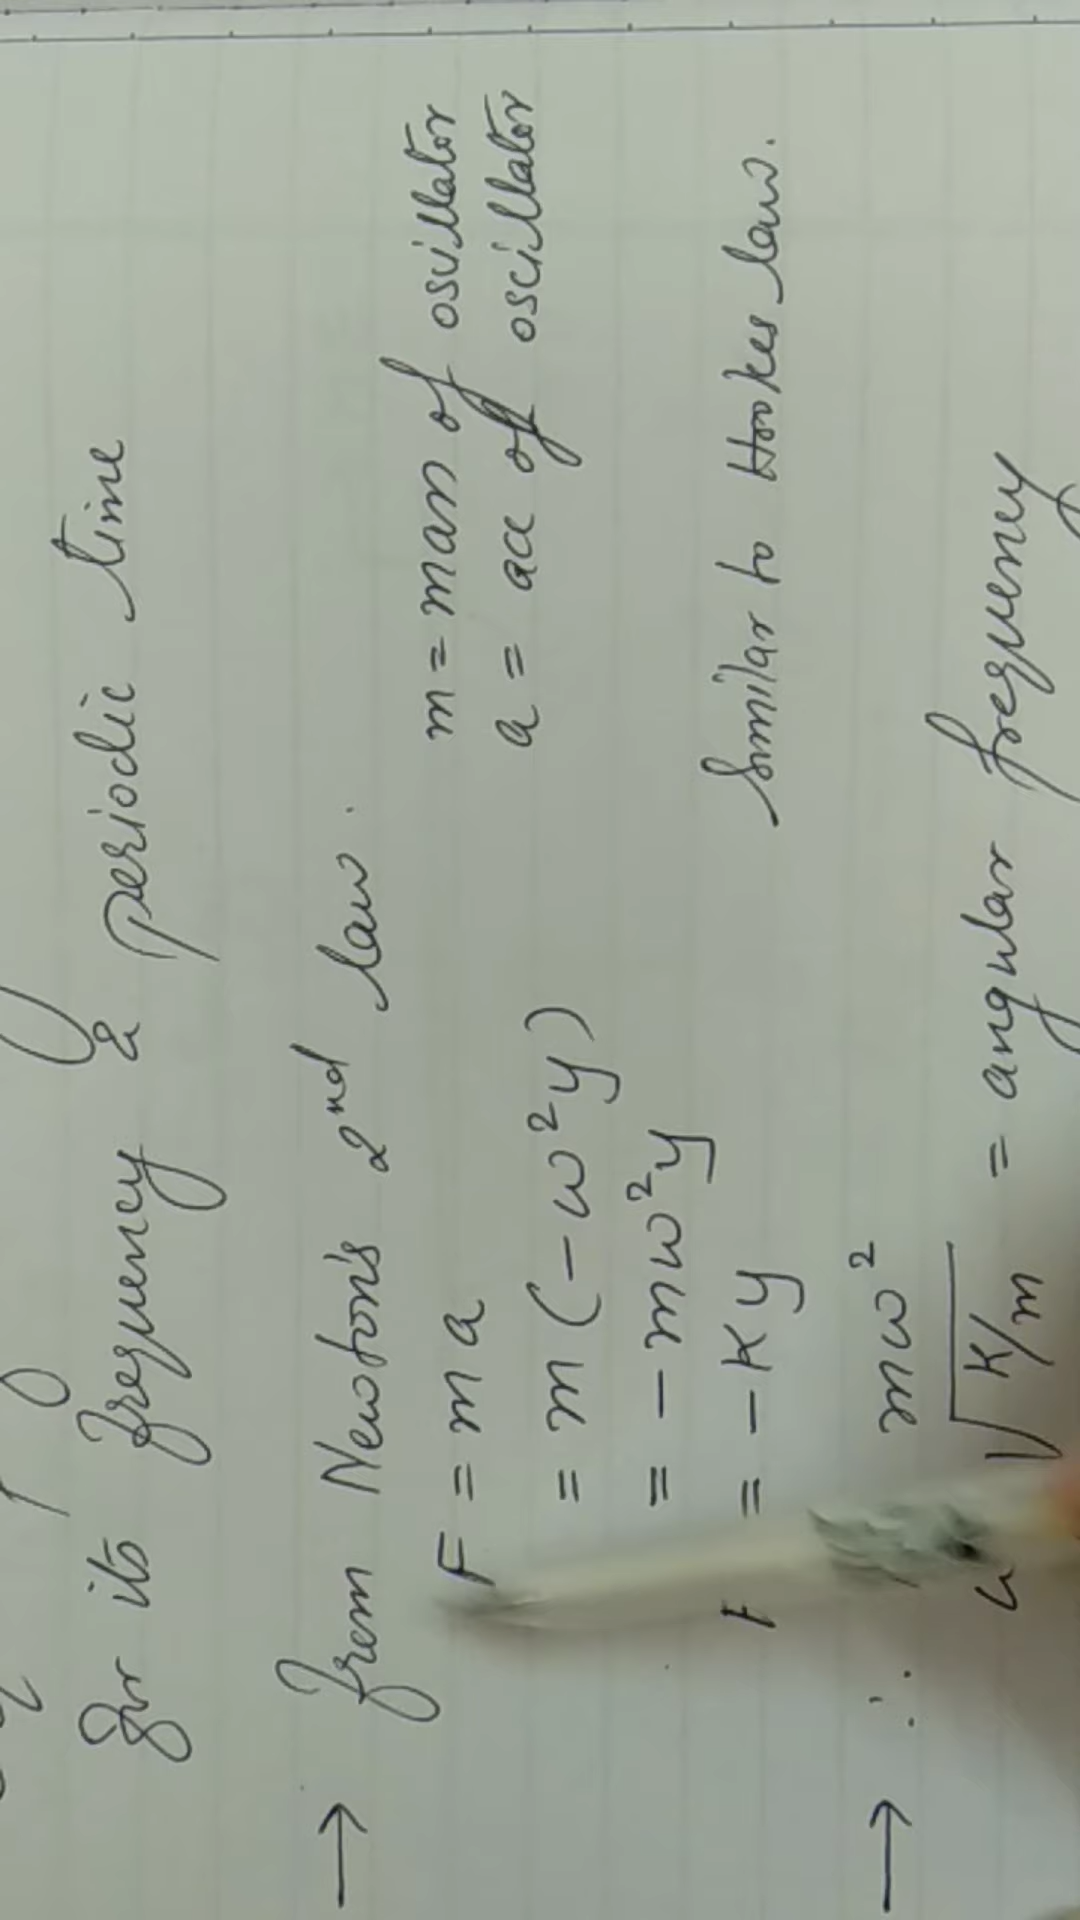 for its frequency & periodic time
→ from Newton's 2nd law.
F = ma m = mass of oscillator
= m(-ω²y) a = acc of oscillator
= -mω²y
= -Ky Similar to Hookes law.
→ ∴ mω²
√K/m = angular frequency